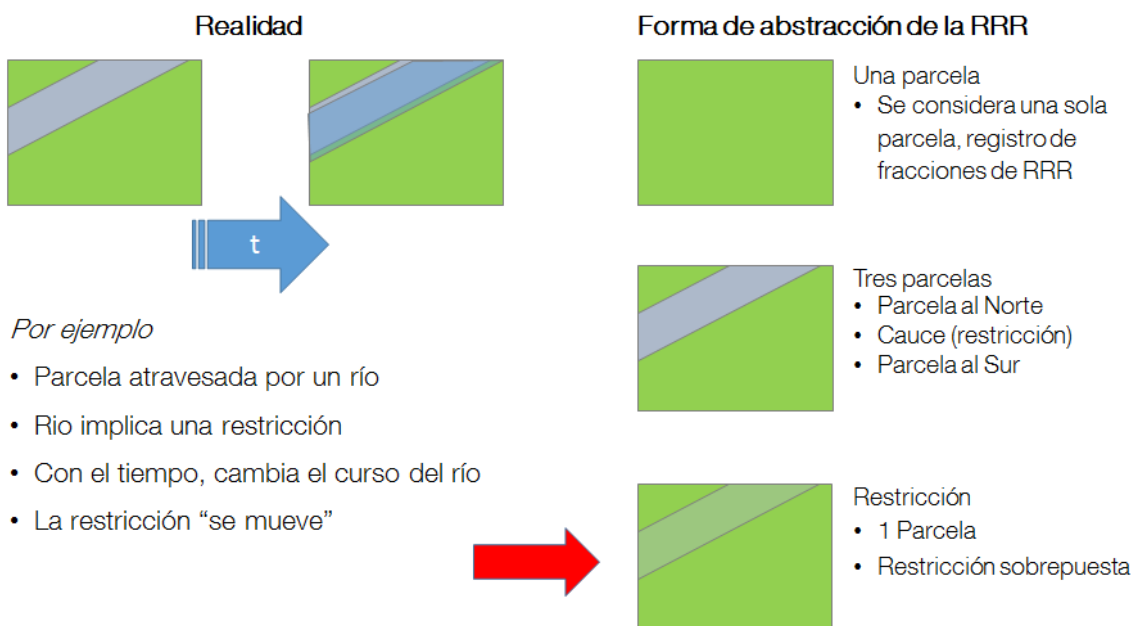 Realidad
t
Por ejemplo
• Parcela atravesada por un río
• Rio implica una restricción
• Con el tiempo, cambia el curso del río
• La restricción “se mueve”
Forma de abstracción de la RRR
Una parcela
• Se considera una sola
parcela, registro de
fracciones de RRR
Tres parcelas
• Parcela al Norte
• Cauce (restricción)
• Parcela al Sur
Restricción
• 1 Parcela
• Restricción sobrepuesta